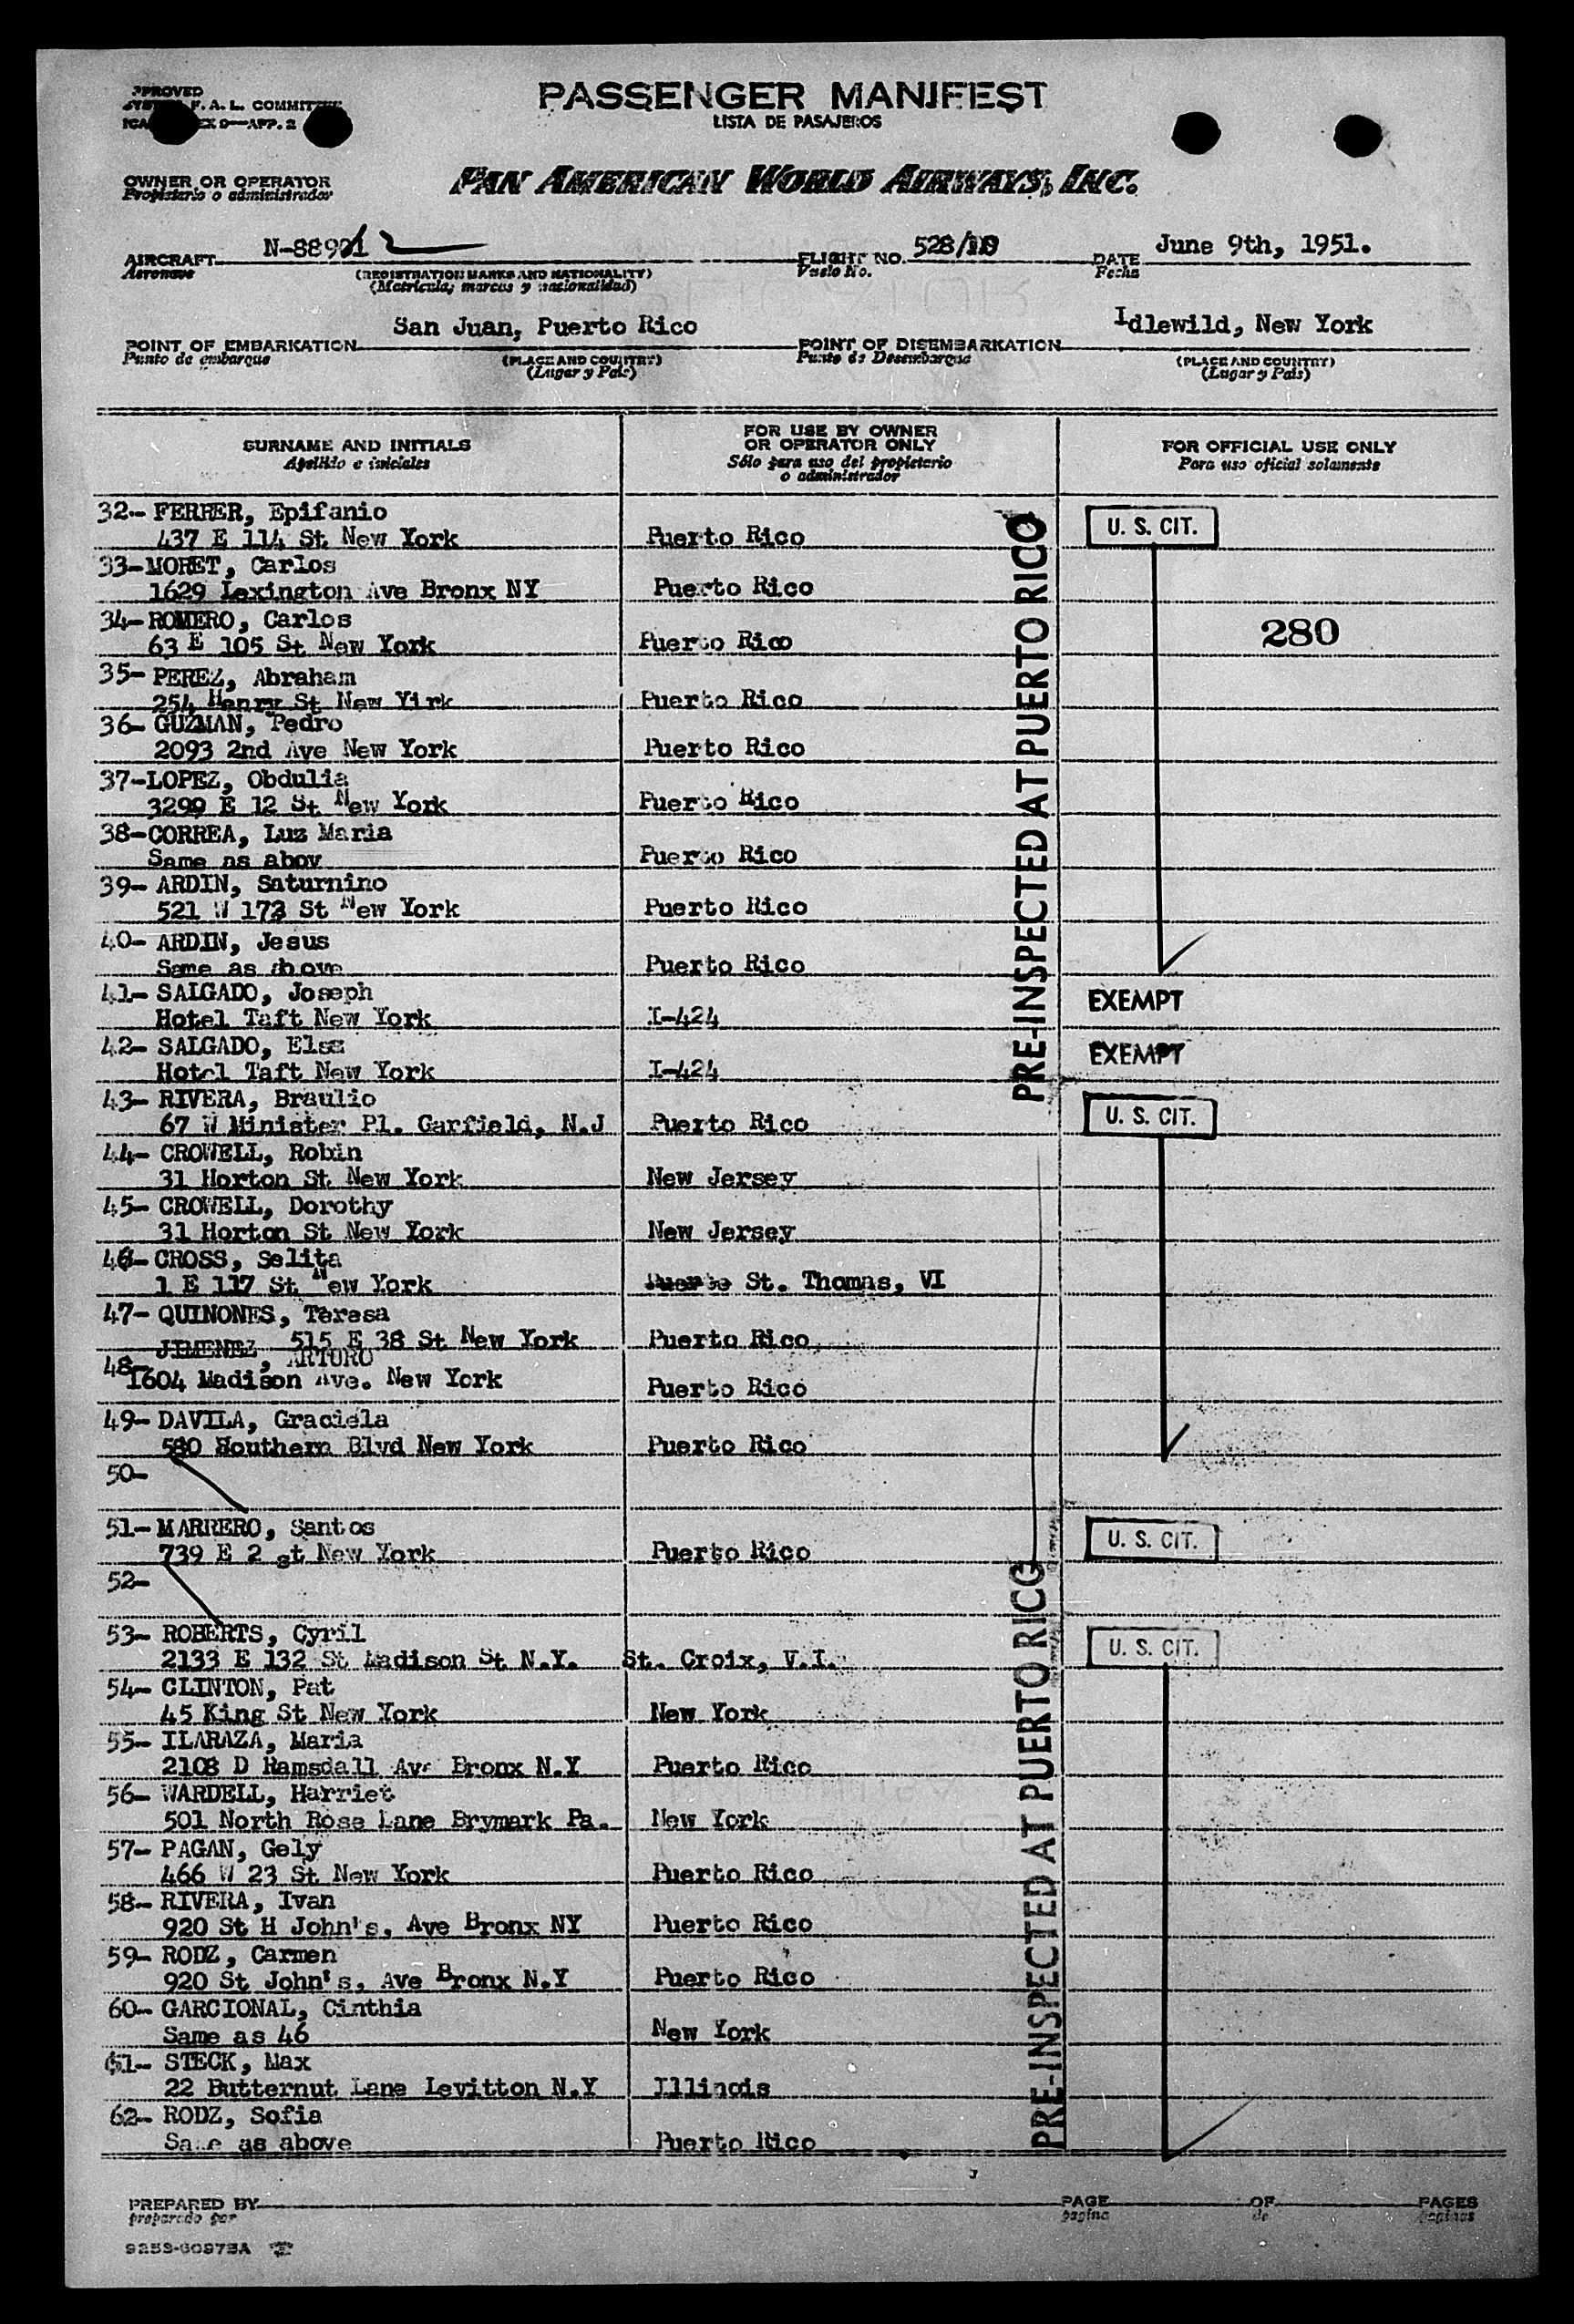 PASSENGER MANIFEST
LISTA DE PASAJEROS
APPROVED
F. A. L. COMMITTEE
9—APP. 2
OWNER OR OPERATOR
Propietario o administrador
PAN AMERICAN WORLD AIRWAYS, INC.
AIRCRAFT N-88901 2
Aeronave
(REGISTRATION MARKS AND NATIONALITY)
(Matricula, marcas y nacionalidad)
FLIGHT NO. 528/
Vuelo No.
DATE June 9th, 1951.
Fecha
POINT OF EMBARKATION San Juan, Puerto Rico
Punto de embarque
(PLACE AND COUNTRY)
(Lugar y Pais)
POINT OF DISEMBARKATION Idlewild, New York
Punto de Desembarque
(PLACE AND COUNTRY)
(Lugar y Pais)
SURNAME AND INITIALS
Apellido e iniciales
FOR USE BY OWNER
OR OPERATOR ONLY
Sólo para uso del propietario
o administrador
FOR OFFICIAL USE ONLY
Para uso oficial solamente
32- FERRER, Epifanio
437 E 114 St New York Puerto Rico U. S. CIT.
33-MORET, Carlos
1629 Lexington Ave Bronx NY Puerto Rico
34-ROMERO, Carlos
63 E 105 St New York Puerto Rico 280
35- PEREZ, Abraham
254 Henry St New Yirk Puerto Rico
36- GUZMAN, Pedro
2093 2nd Ave New York Puerto Rico
37-LOPEZ, Obdulia
3299 E 12 St New York Puerto Rico
38-CORREA, Luz Maria
Same as abov Puerto Rico
39- ARDIN, Saturnino
521 W 173 St New York Puerto Rico
40- ARDIN, Jesus
Same as above Puerto Rico
PRE-INSPECTED AT PUERTO RICO
41- SALGADO, Joseph
Hotel Taft New York I-424 EXEMPT
42- SALGADO, Elsa
Hotel Taft New York I-424 EXEMPT
43- RIVERA, Braulio
67 W Minister Pl. Garfield, N.J Puerto Rico U. S. CIT.
44- CROWELL, Robin
31 Horton St New York New Jersey
45- CROWELL, Dorothy
31 Horton St New York New Jersey
46- CROSS, Selita
1 E 117 St New York St. Thomas, VI
47- QUINONES, Teresa
515 E 38 St New York Puerto Rico
48- JIMENEZ, ARTURO
1604 Madison Ave. New York Puerto Rico
49- DAVILA, Graciela
580 Southern Blvd New York Puerto Rico
50-
51- MARRERO, Santos
739 E 2 st New York Puerto Rico U. S. CIT.
52-
53- ROBERTS, Cyril
2133 E 132 St Madison St N.Y. St. Croix, V.I. U. S. CIT.
54- CLINTON, Pat
45 King St New York New York
55- ILARAZA, Maria
2108 D Ramsdall Ave Bronx N.Y Puerto Rico
56- WARDELL, Harriet
501 North Rose Lane Brymark Pa. New York
57- PAGAN, Gely
466 W 23 St New York Puerto Rico
58- RIVERA, Ivan
920 St H John's, Ave Bronx NY Puerto Rico
59- RODZ, Carmen
920 St John's, Ave Bronx N.Y Puerto Rico
60- GARCIONAL, Cinthia
Same as 46 New York
61- STECK, Max
22 Butternut Lane Levitton N.Y Illinois
62- RODZ, Sofia
Same as above Puerto Rico
PRE-INSPECTED AT PUERTO RICO
PREPARED BY
preparado por
PAGE OF PAGES
pagina de paginas